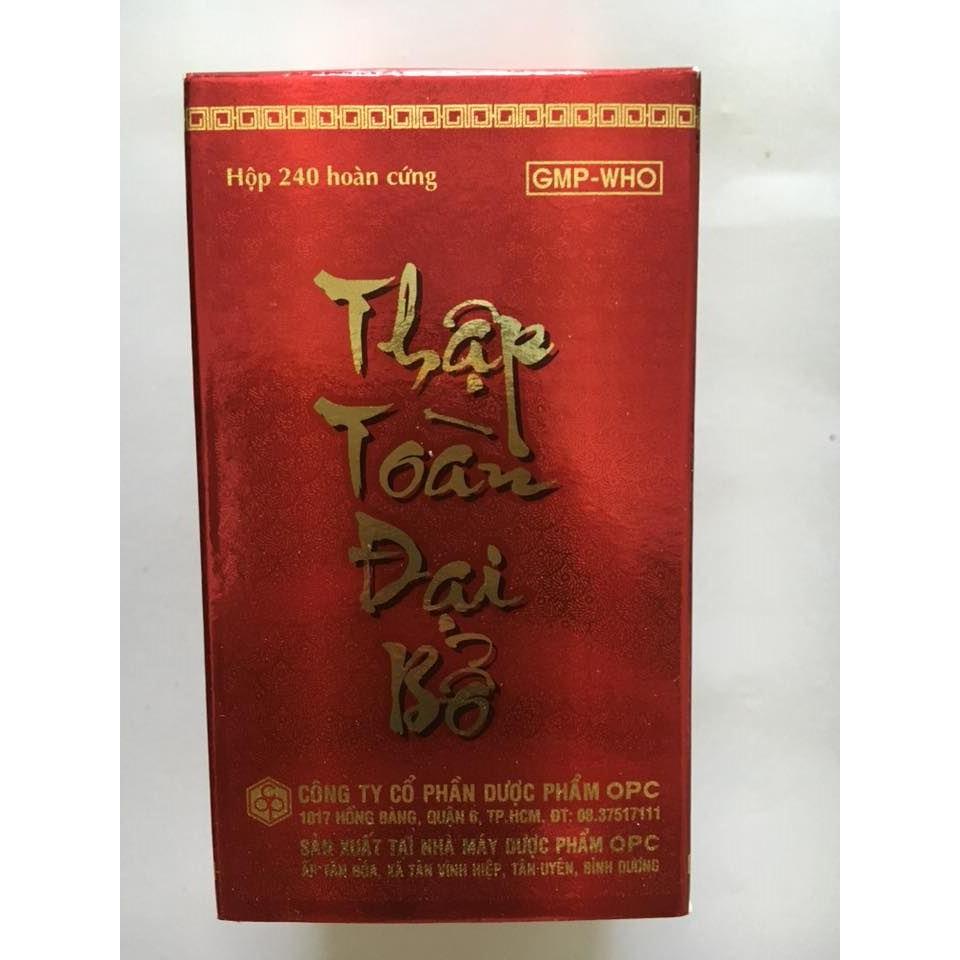 Hộp 240 hoàn cứng
GMP-WHO
Thập
Toàn
Đại
Bổ
CÔNG TY CỔ PHẦN DƯỢC PHẨM OPC
1017 HỒNG BÀNG, QUẬN 6, TP.HCM. ĐT: 08.37517111
SẢN XUẤT TẠI NHÀ MÁY DƯỢC PHẨM OPC
ẤP TÂN HÓA, XÃ TÂN VĨNH HIỆP, TÂN UYÊN, BÌNH DƯƠNG